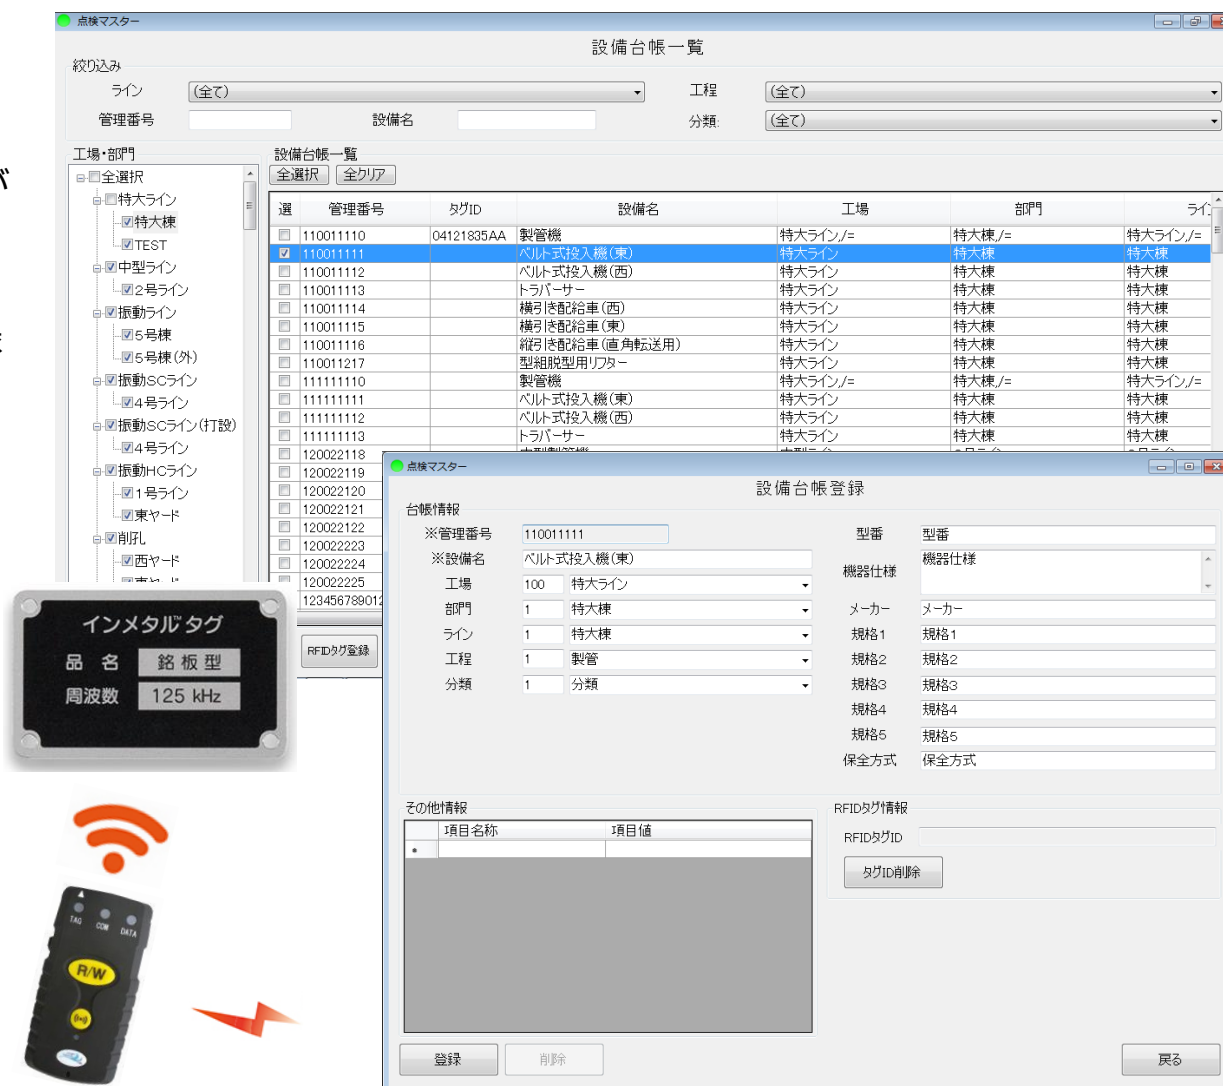 点検マスター
設備台帳一覧
絞り込み
ライン (全て) 工程 (全て)
管理番号 設備名 分類: (全て)
工場・部門
全選択
特大ライン
特大棟
TEST
中型ライン
2号ライン
振動ライン
5号棟
5号棟(外)
振動SCライン
4号ライン
振動SCライン(打設)
4号ライン
振動HCライン
1号ライン
東ヤード
削孔
西ヤード
設備台帳一覧
全選択 全クリア
選 管理番号 タグID 設備名 工場 部門 ライ
110011110 04121835AA 製管機 特大ライン,/= 特大棟,/= 特大ライン,/=
110011111 ベルト式投入機(東) 特大ライン 特大棟 特大棟
110011112 ベルト式投入機(西) 特大ライン 特大棟 特大棟
110011113 トラバーサー 特大ライン 特大棟 特大棟
110011114 横引き配給車(西) 特大ライン 特大棟 特大棟
110011115 横引き配給車(東) 特大ライン 特大棟 特大棟
110011116 縦引き配給車(直角転送用) 特大ライン 特大棟 特大棟
110011217 型組脱型用リフター 特大ライン 特大棟 特大棟
111111110 製管機 特大ライン,/= 特大棟,/= 特大ライン,/=
111111111 ベルト式投入機(東) 特大ライン 特大棟 特大棟
111111112 ベルト式投入機(西) 特大ライン 特大棟 特大棟
111111113 トラバーサー 特大ライン 特大棟 特大棟
120022118
120022119
120022120
120022121
120022122
120022223
120022224
120022225
123456789012
RFIDタグ登録
が
点検マスター
設備台帳登録
台帳情報
※管理番号 110011111
※設備名 ベルト式投入機(東)
工場 100 特大ライン
部門 1 特大棟
ライン 1 特大棟
工程 1 製管
分類 1 分類
型番 型番
機器仕様 機器仕様
メーカー メーカー
規格1 規格1
規格2 規格2
規格3 規格3
規格4 規格4
規格5 規格5
保全方式 保全方式
その他情報
項目名称 項目値
RFIDタグ情報
RFIDタグID
タグID削除
登録 削除 戻る
インメタルタグ
品名 銘板型
周波数 125 kHz
TAG COM DATA
R/W